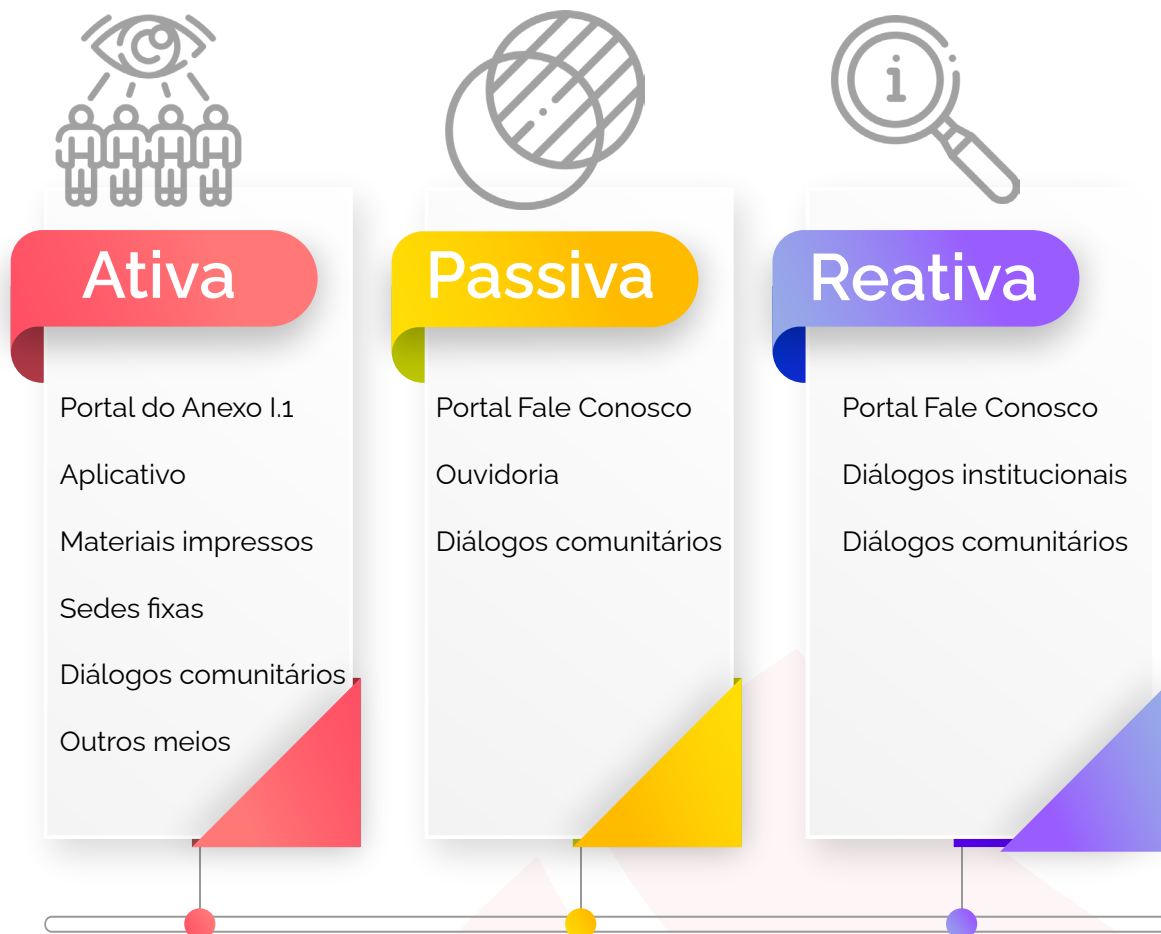 Ativa
Portal do Anexo I.1
Aplicativo
Materiais impressos
Sedes fixas
Diálogos comunitários
Outros meios
Passiva
Portal Fale Conosco
Ouvidoria
Diálogos comunitários
i
Reativa
Portal Fale Conosco
Diálogos institucionais
Diálogos comunitários